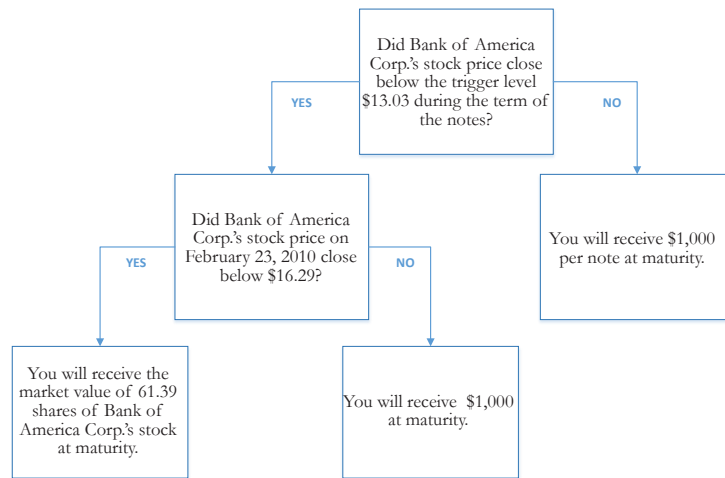 Did Bank of America
Corp.'s stock price close
below the trigger level
$13.03 during the term of
the notes?
YES
NO
Did Bank of America
Corp.'s stock price on
February 23, 2010 close
below $16.29?
You will receive $1,000
per note at maturity.
YES
NO
You will receive the
market value of 61.39
shares of Bank of
America Corp.'s stock
at maturity.
You will receive $1,000
at maturity.